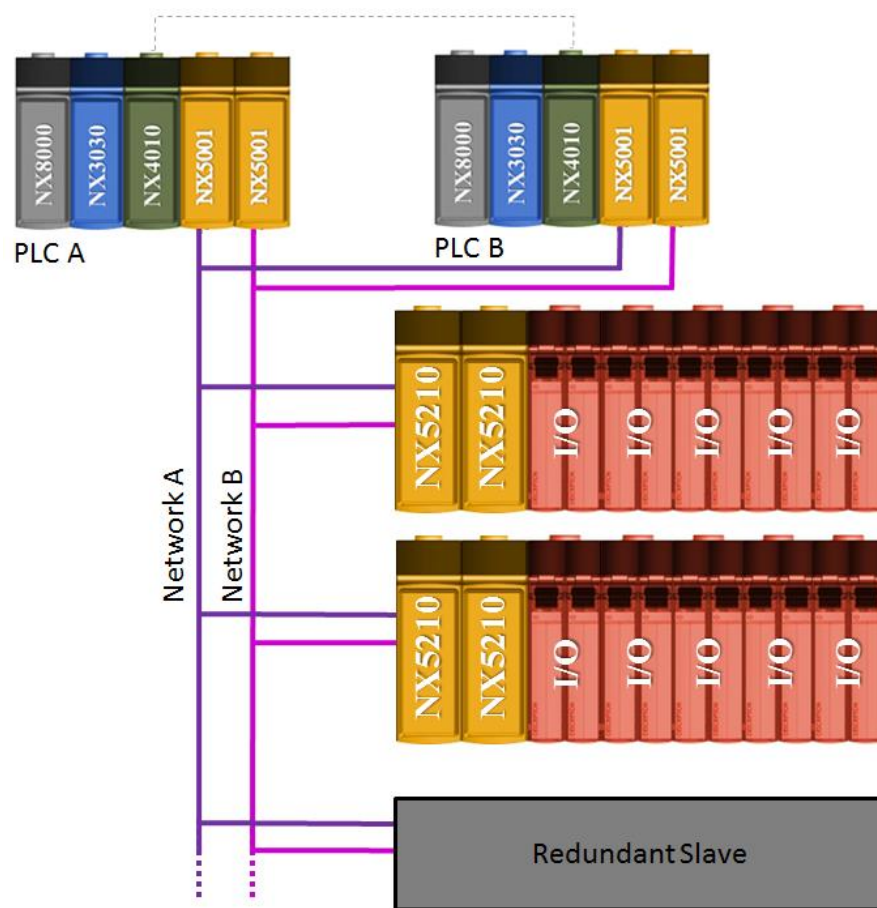 NX8000
NX3030
NX4010
NX5001
NX5001
PLC A
NX8000
NX3030
NX4010
NX5001
NX5001
PLC B
NX5210
NX5210
I/O
I/O
I/O
I/O
I/O
Network A
Network B
NX5210
NX5210
I/O
I/O
I/O
I/O
I/O
Redundant Slave